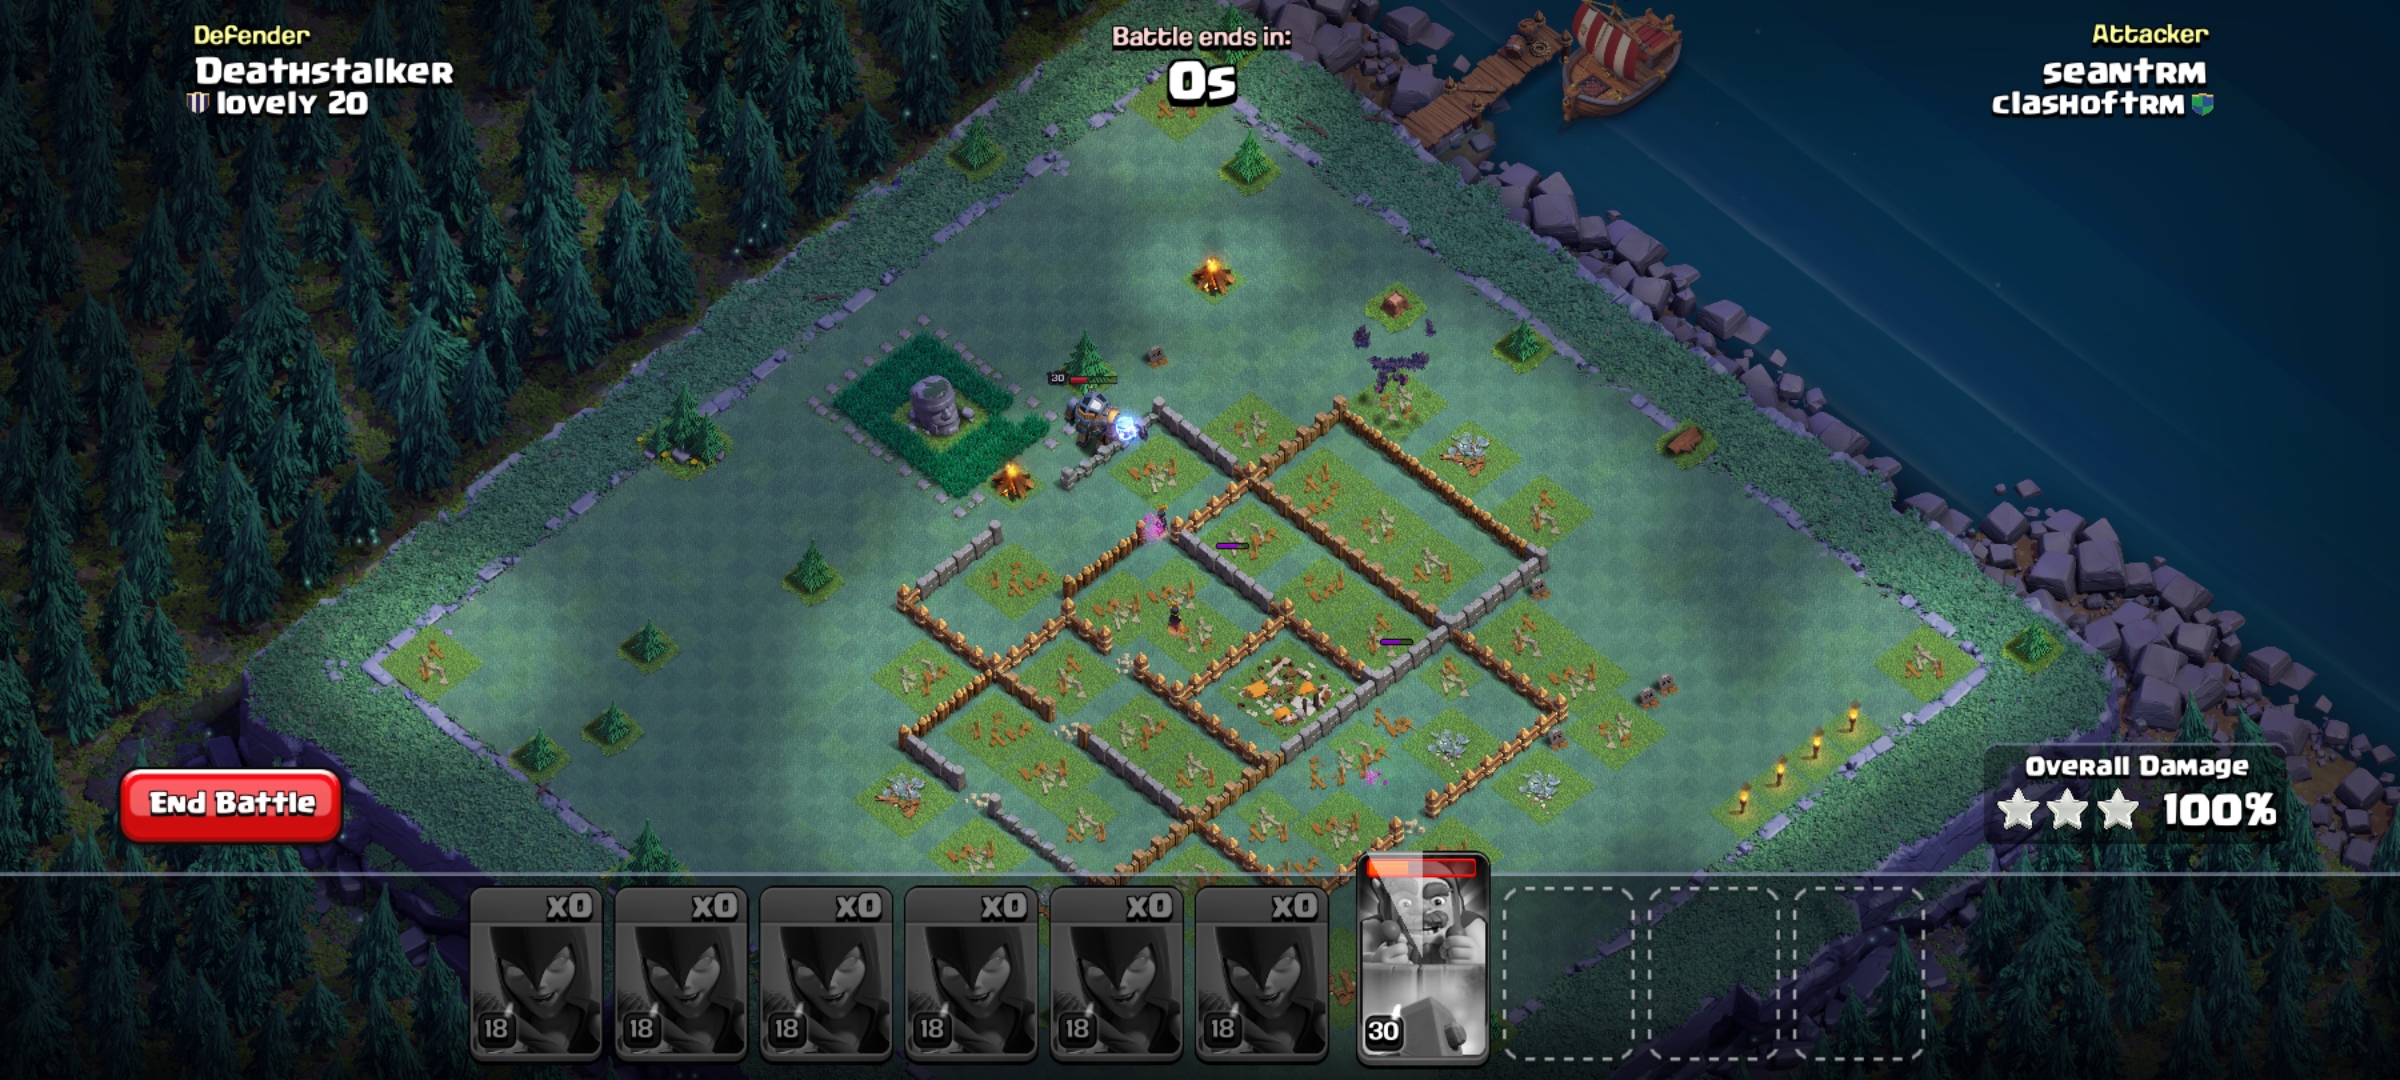 Defender
Deathstalker
lovely 20
Battle ends in:
0s
Attacker
seantrm
clashoftrm
30
End Battle
Overall Damage
100%
x0
x0
x0
x0
x0
x0
18
18
18
18
18
18
30